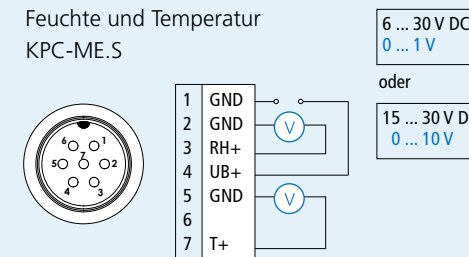 Feuchte und Temperatur
KPC-ME.S
6 ... 30 V DC
0 ... 1 V
oder
15 ... 30 V D
0 ... 10 V
1 GND
2 GND
3 RH+
4 UB+
5 GND
6
7 T+
V
V
6 1
7
5 2
4 3